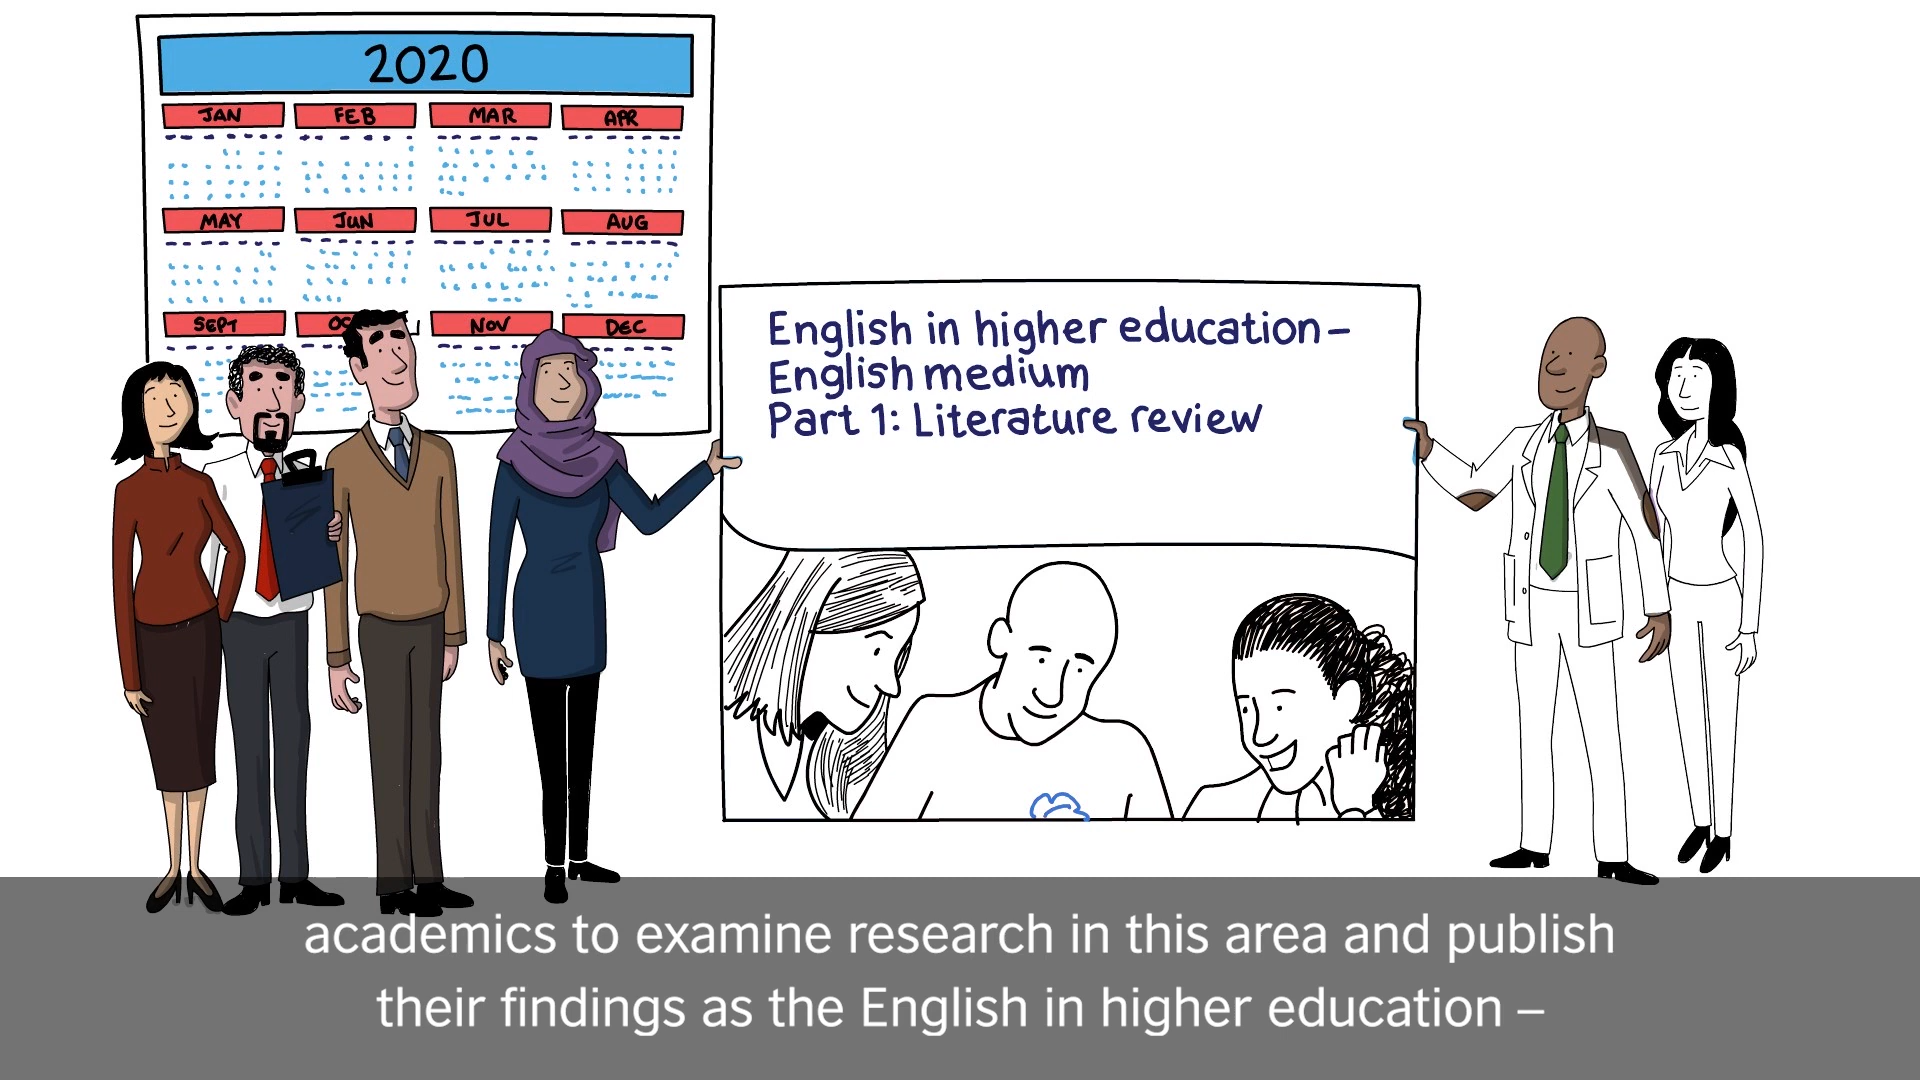 2020
JAN FEB MAR APR
MAY JUN JUL AUG
SEPT NOV DEC
English in higher education–
English medium
Part 1: Literature review
academics to examine research in this area and publish
their findings as the English in higher education –